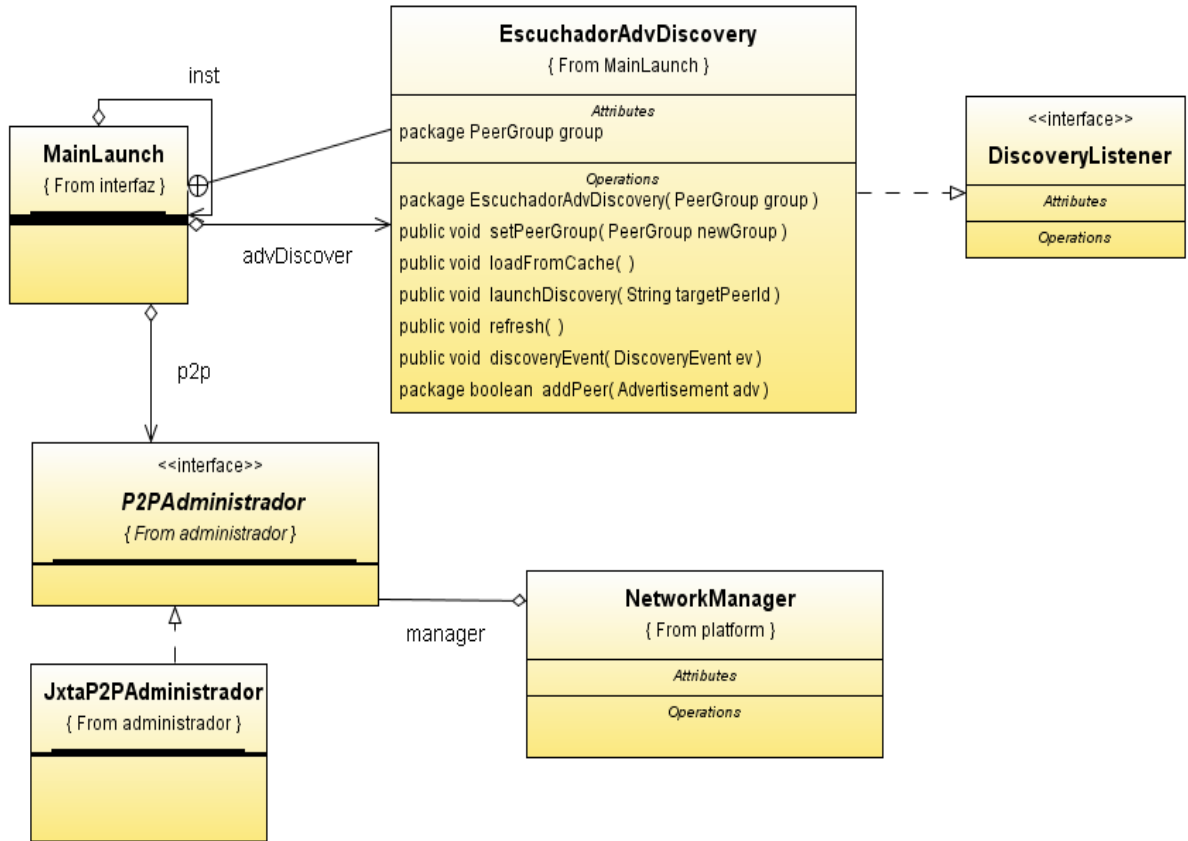 EscuchadorAdvDiscovery
{ From MainLaunch }
Attributes
package PeerGroup group
Operations
package EscuchadorAdvDiscovery( PeerGroup group )
public void setPeerGroup( PeerGroup newGroup )
public void loadFromCache( )
public void launchDiscovery( String targetPeerId )
public void refresh( )
public void discoveryEvent( DiscoveryEvent ev )
package boolean addPeer( Advertisement adv )
inst
MainLaunch
{ From interfaz }
advDiscover
<<interface>>
DiscoveryListener
Attributes
Operations
p2p
<<interface>>
P2PAdministrador
{ From administrador }
manager
NetworkManager
{ From platform }
Attributes
Operations
JxtaP2PAdministrador
{ From administrador }